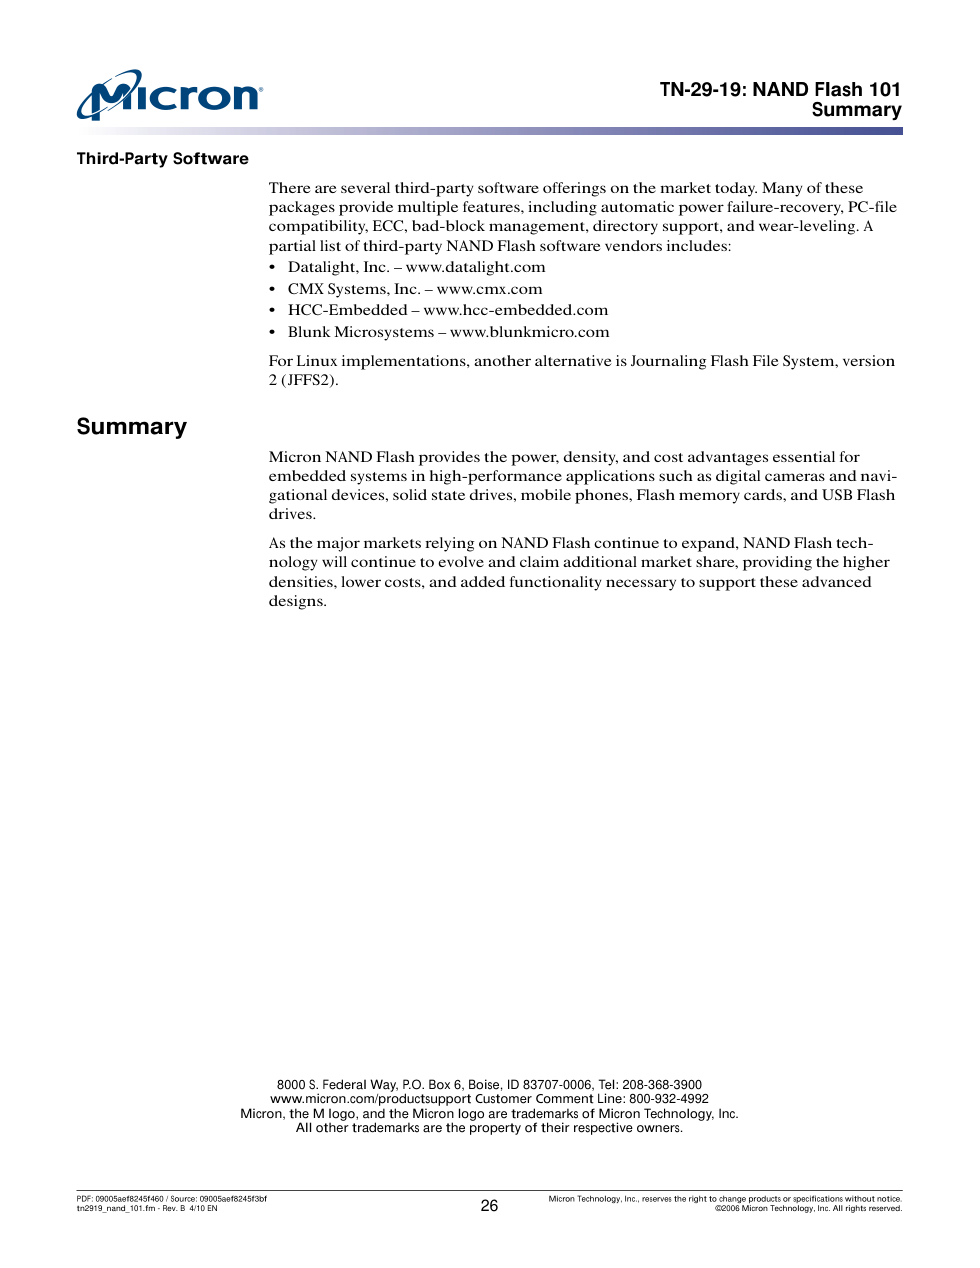 Micron®
TN-29-19: NAND Flash 101
Summary
Third-Party Software
There are several third-party software offerings on the market today. Many of these
packages provide multiple features, including automatic power failure-recovery, PC-file
compatibility, ECC, bad-block management, directory support, and wear-leveling. A
partial list of third-party NAND Flash software vendors includes:
• Datalight, Inc. – www.datalight.com
• CMX Systems, Inc. – www.cmx.com
• HCC-Embedded – www.hcc-embedded.com
• Blunk Microsystems – www.blunkmicro.com
For Linux implementations, another alternative is Journaling Flash File System, version
2 (JFFS2).
Summary
Micron NAND Flash provides the power, density, and cost advantages essential for
embedded systems in high-performance applications such as digital cameras and navi-
gational devices, solid state drives, mobile phones, Flash memory cards, and USB Flash
drives.
As the major markets relying on NAND Flash continue to expand, NAND Flash tech-
nology will continue to evolve and claim additional market share, providing the higher
densities, lower costs, and added functionality necessary to support these advanced
designs.
8000 S. Federal Way, P.O. Box 6, Boise, ID 83707-0006, Tel: 208-368-3900
www.micron.com/productsupport Customer Comment Line: 800-932-4992
Micron, the M logo, and the Micron logo are trademarks of Micron Technology, Inc.
All other trademarks are the property of their respective owners.
PDF: 09005aef8245f460 / Source: 09005aef8245f3bf
tn2919_nand_101.fm - Rev. B 4/10 EN
26
Micron Technology, Inc., reserves the right to change products or specifications without notice.
©2006 Micron Technology, Inc. All rights reserved.